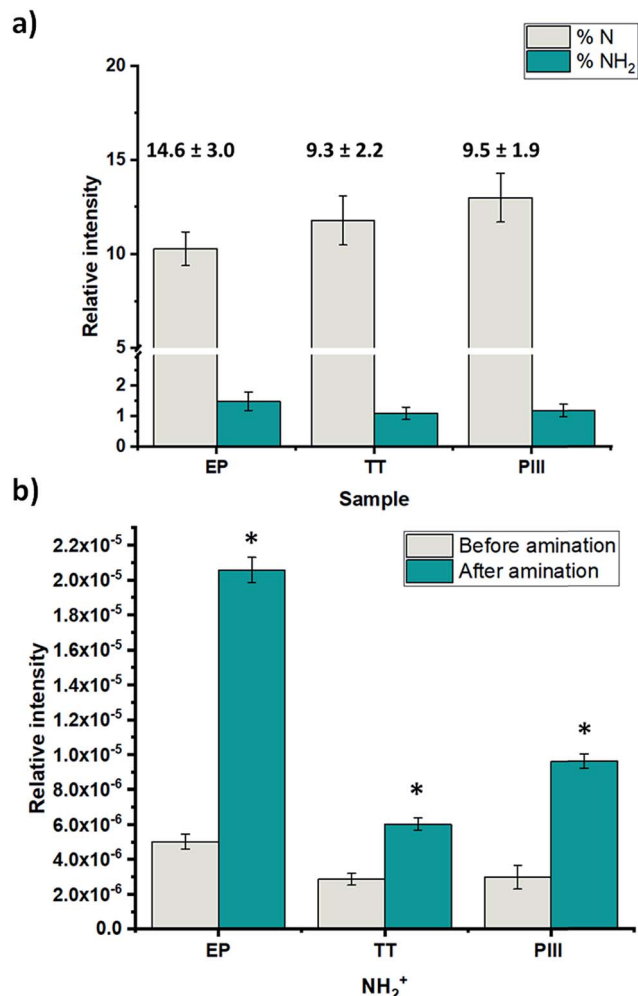 a)
% N
% NH₂
20
14.6 ± 3.0 9.3 ± 2.2 9.5 ± 1.9
15
10
5
2
1
0
Relative intensity
EP TT PIII
Sample
b)
Before amination
After amination
2.2x10⁻⁵
2.0x10⁻⁵
1.8x10⁻⁵
1.6x10⁻⁵
1.4x10⁻⁵
1.2x10⁻⁵
1.0x10⁻⁵
8.0x10⁻⁶
6.0x10⁻⁶
4.0x10⁻⁶
2.0x10⁻⁶
0.0
Relative intensity
* * *
EP TT PIII
NH₂⁺